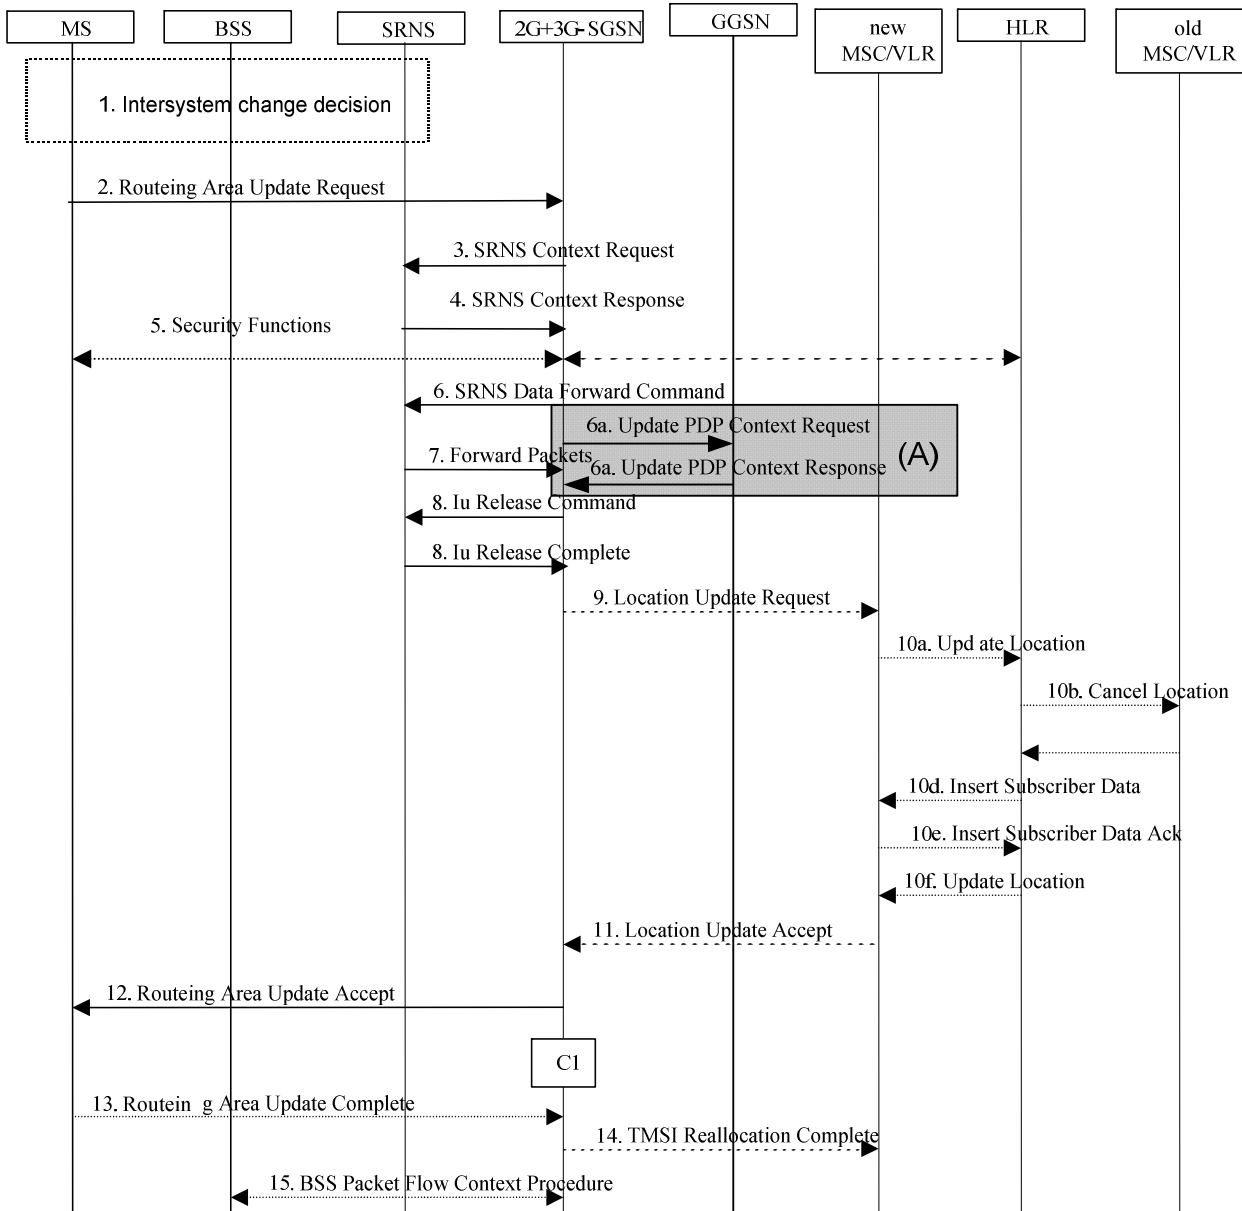 MS
BSS
SRNS
2G+3G-SGSN
GGSN
new
MSC/VLR
HLR
old
MSC/VLR
1. Intersystem change decision
2. Routeing Area Update Request
3. SRNS Context Request
4. SRNS Context Response
5. Security Functions
6. SRNS Data Forward Command
6a. Update PDP Context Request
(A)
7. Forward Packets
6a. Update PDP Context Response
8. Iu Release Command
8. Iu Release Complete
9. Location Update Request
10a. Upd ate Location
10b. Cancel Location
10d. Insert Subscriber Data
10e. Insert Subscriber Data Ack
10f. Update Location
11. Location Update Accept
12. Routeing Area Update Accept
C1
13. Routein g Area Update Complete
14. TMSI Reallocation Complete
15. BSS Packet Flow Context Procedure